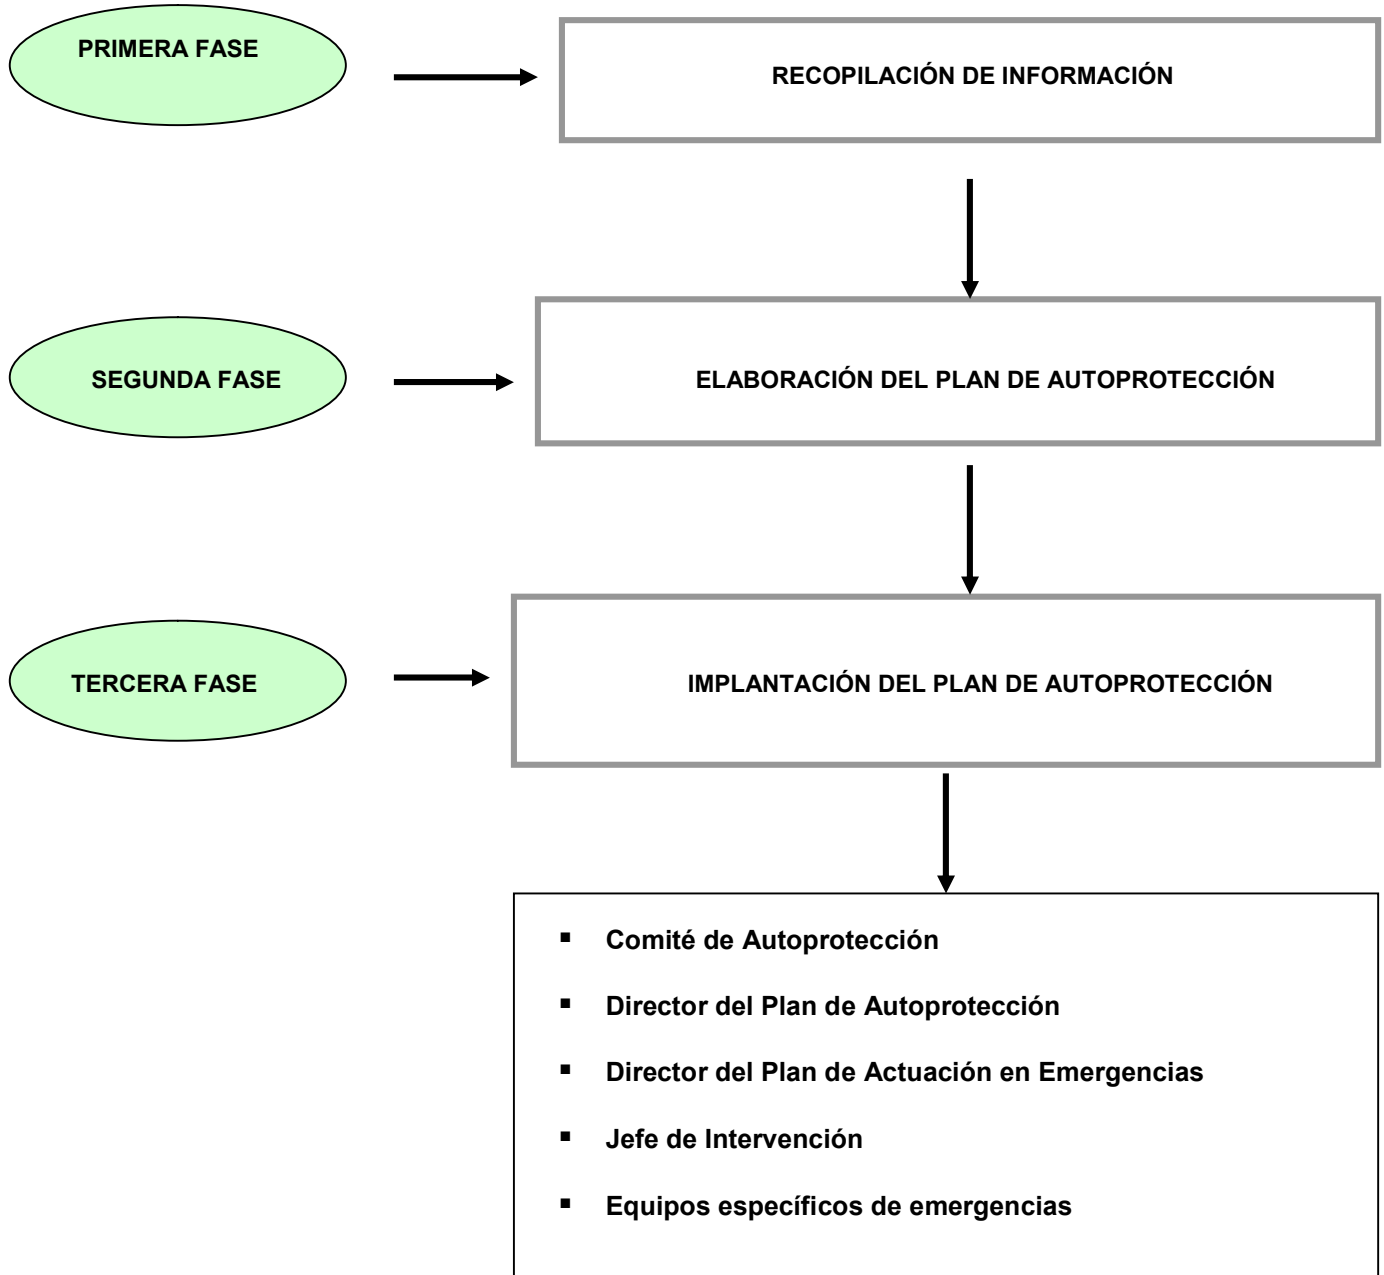 PRIMERA FASE
RECOPILACIÓN DE INFORMACIÓN
SEGUNDA FASE
ELABORACIÓN DEL PLAN DE AUTOPROTECCIÓN
TERCERA FASE
IMPLANTACIÓN DEL PLAN DE AUTOPROTECCIÓN
▪ Comité de Autoprotección
▪ Director del Plan de Autoprotección
▪ Director del Plan de Actuación en Emergencias
▪ Jefe de Intervención
▪ Equipos específicos de emergencias